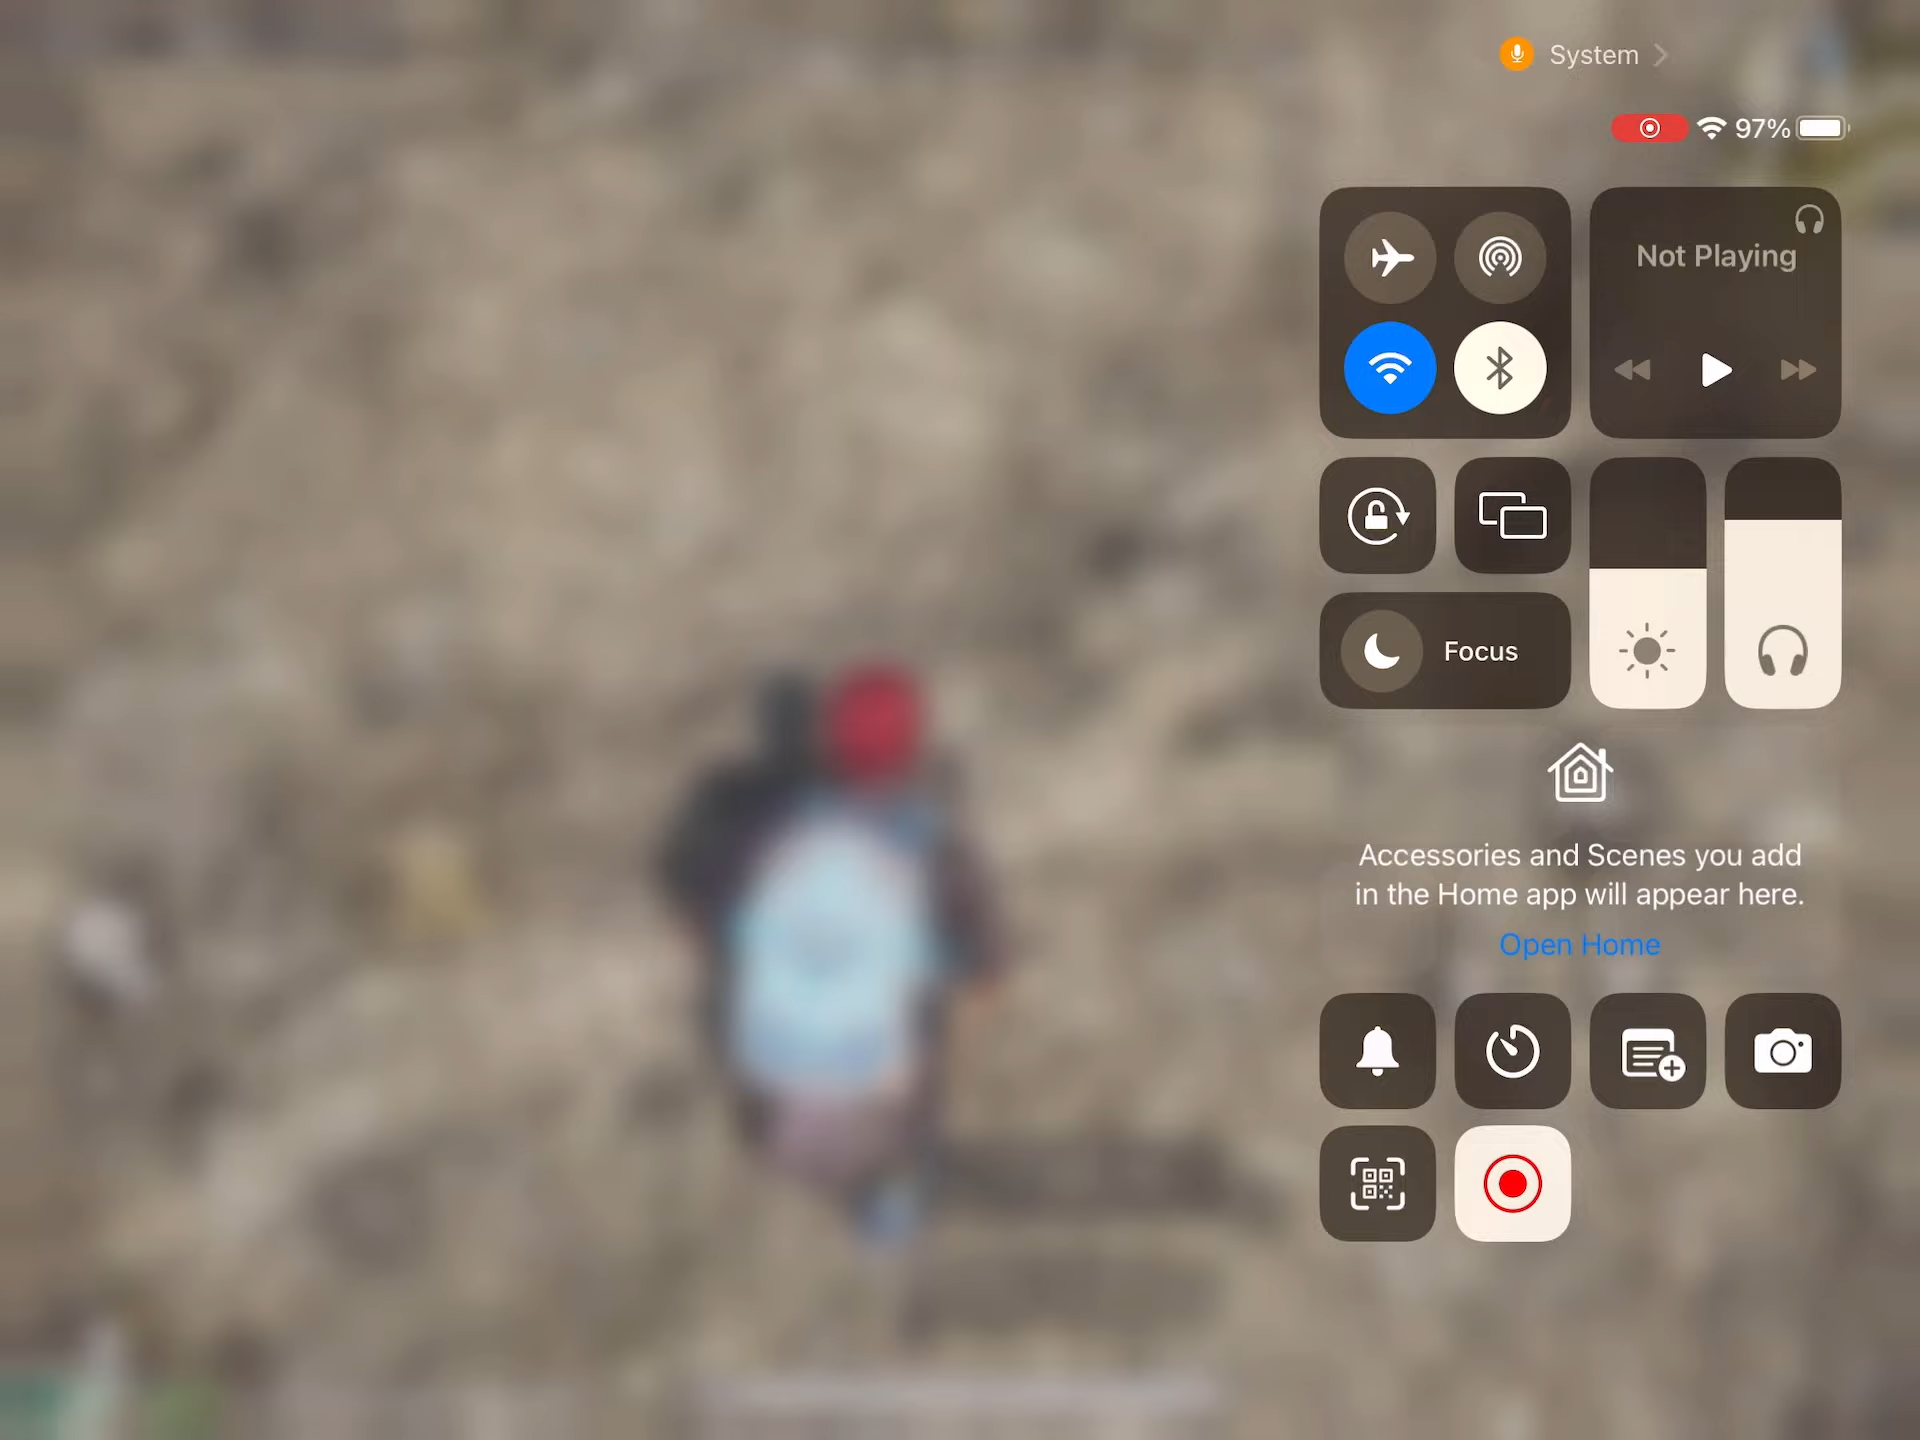 System
97%
Not Playing
Focus
Accessories and Scenes you add
in the Home app will appear here.
Open Home